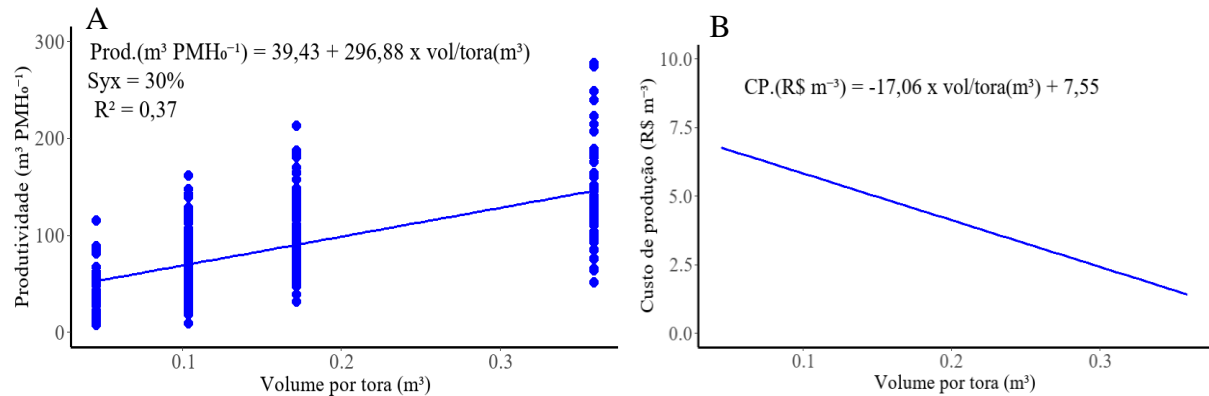 A
Prod.(m³ PMH₀⁻¹) = 39,43 + 296,88 x vol/tora(m³)
Syx = 30%
R² = 0,37
Produtividade (m³ PMH₀⁻¹)
300
200
100
0
0.1 0.2 0.3
Volume por tora (m³)
B
CP.(R$ m⁻³) = -17,06 x vol/tora(m³) + 7,55
Custo de produção (R$ m⁻³)
10.0
7.5
5.0
2.5
0.0
0.1 0.2 0.3
Volume por tora (m³)